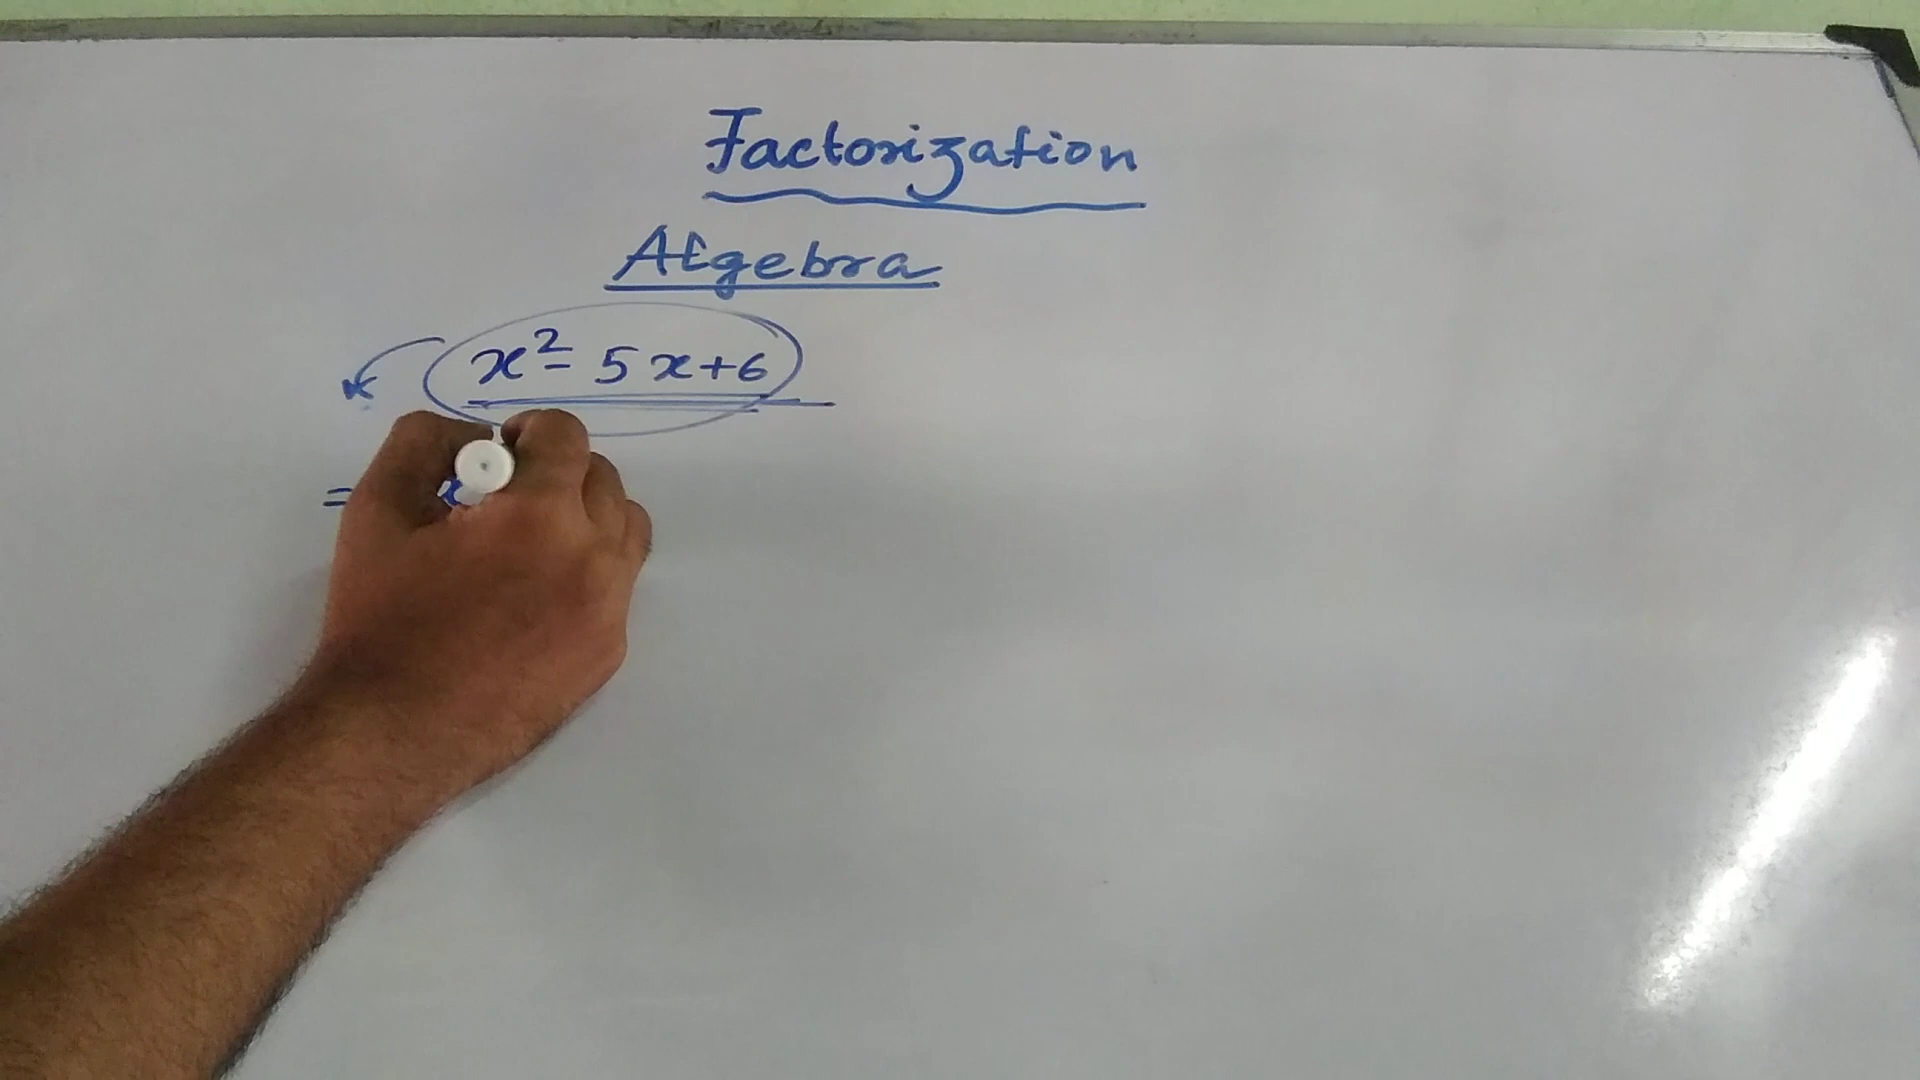 Factorization
Algebra
x² - 5x+6
= x